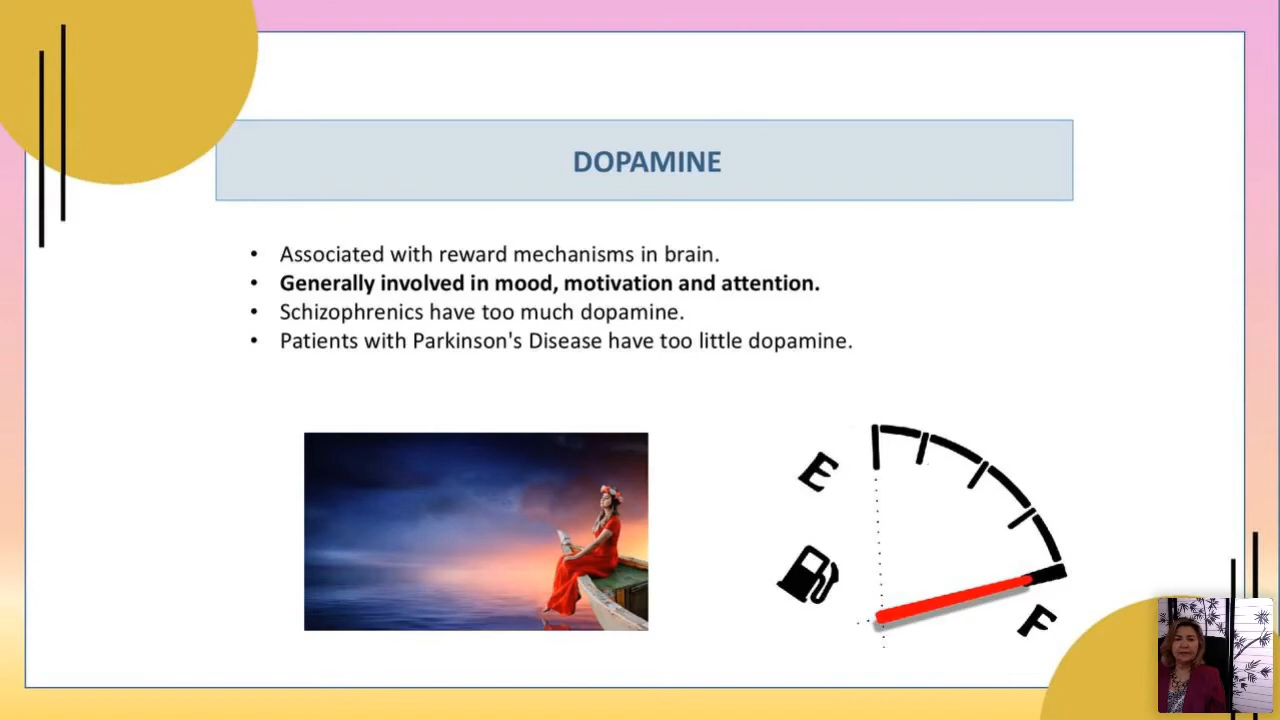 DOPAMINE
• Associated with reward mechanisms in brain.
• Generally involved in mood, motivation and attention.
• Schizophrenics have too much dopamine.
• Patients with Parkinson's Disease have too little dopamine.
E
F